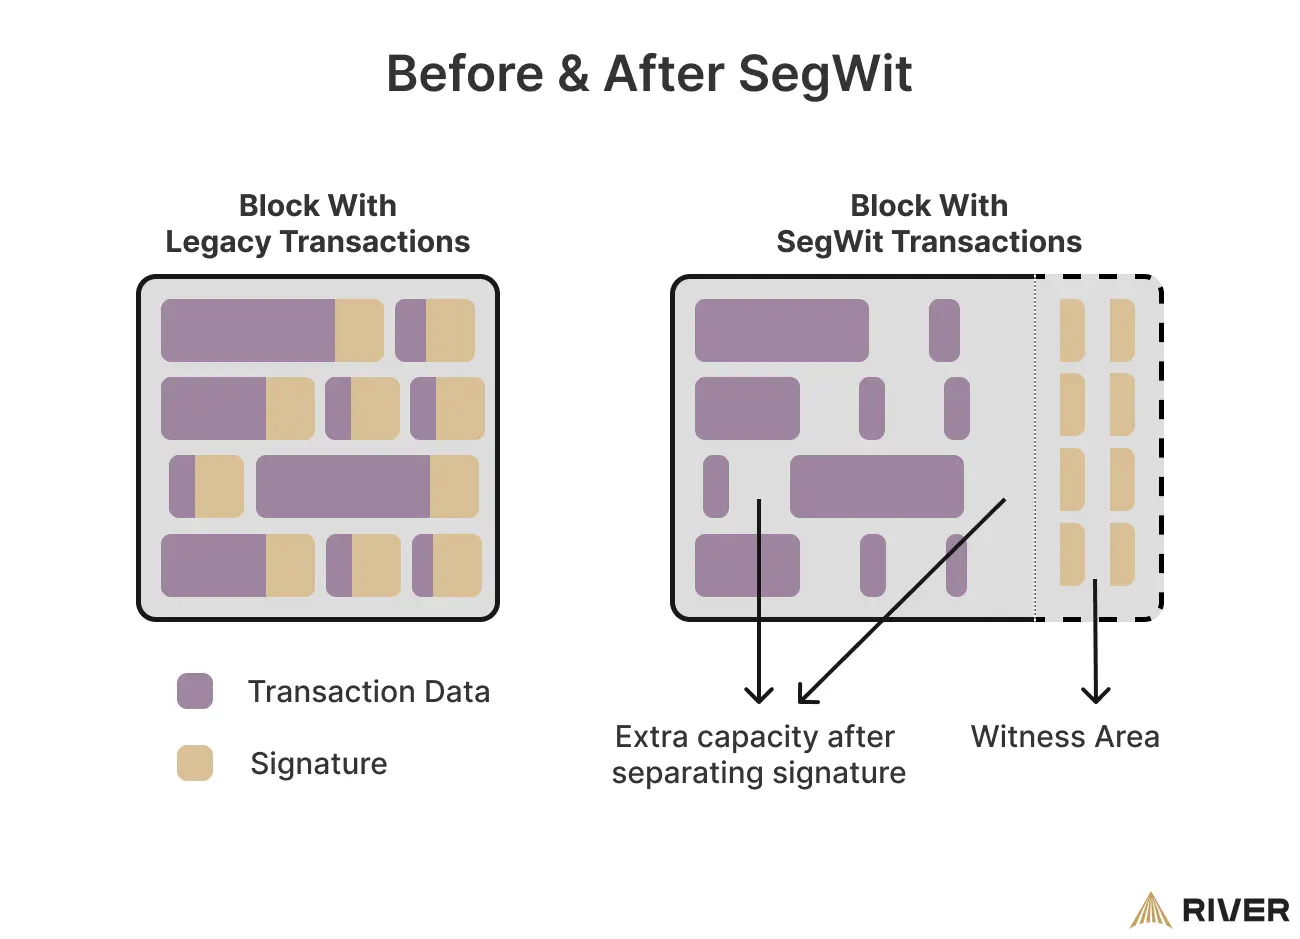 Before & After SegWit
Block With
Legacy Transactions
Block With
SegWit Transactions
Transaction Data
Signature
Extra capacity after
separating signature
Witness Area
RIVER